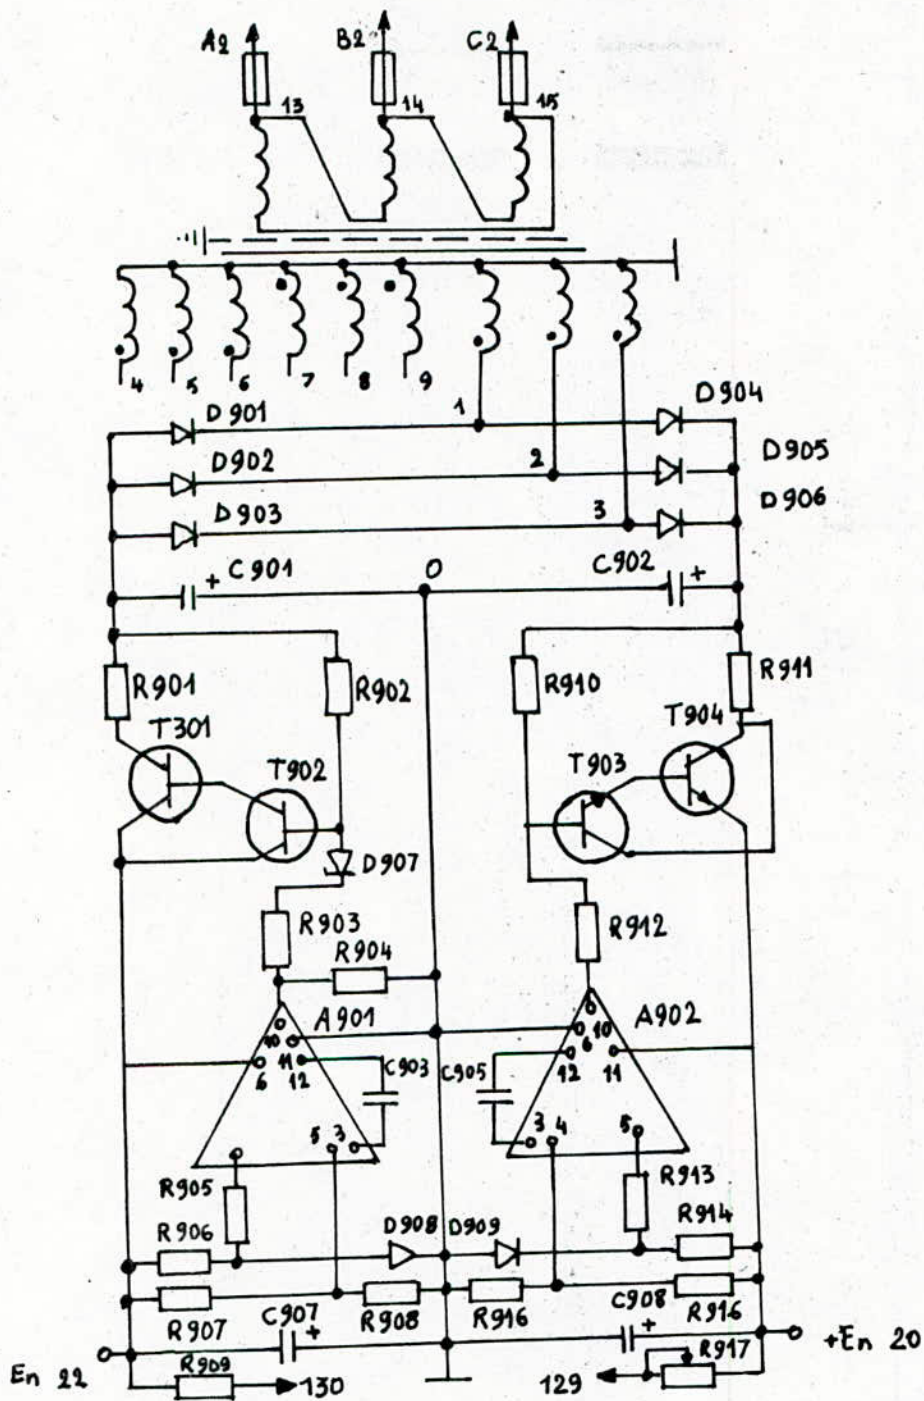 A2 B2 C2
13 14 15
4 5 6 7 8 9
1 D904
D901
D902 2 D905
D903 3 D906
C901 + 0 C902 +
R901 R902 R910 R911
T301 T904
T902 T903
D907
R903 R912
R904
A901 A902
10 10
11 6
6 12 C903 C905 12 11
5 3 3 4 5
R905 R913
R906 D908 D909 R914
R907 C907 R908 R916 C908 R916
+ + R917 +En 20
En 22 R909 130 129